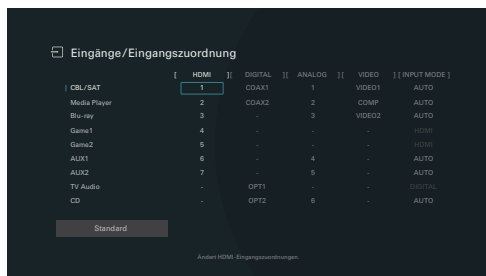 Eingänge/Eingangszuordnung
[ HDMI ][ DIGITAL ][ ANALOG ][ VIDEO ] [ INPUT MODE ]
CBL/SAT 1 COAX1 1 VIDEO1 AUTO
Media Player 2 COAX2 2 COMP AUTO
Blu-ray 3 - 3 VIDEO2 AUTO
Game1 4 - - - HDMI
Game2 5 - - - HDMI
AUX1 6 - 4 - AUTO
AUX2 7 - 5 - AUTO
TV Audio - OPT1 - - DIGITAL
CD - OPT2 6 - AUTO
Standard
Ändert HDMI-Eingangszuordnungen.